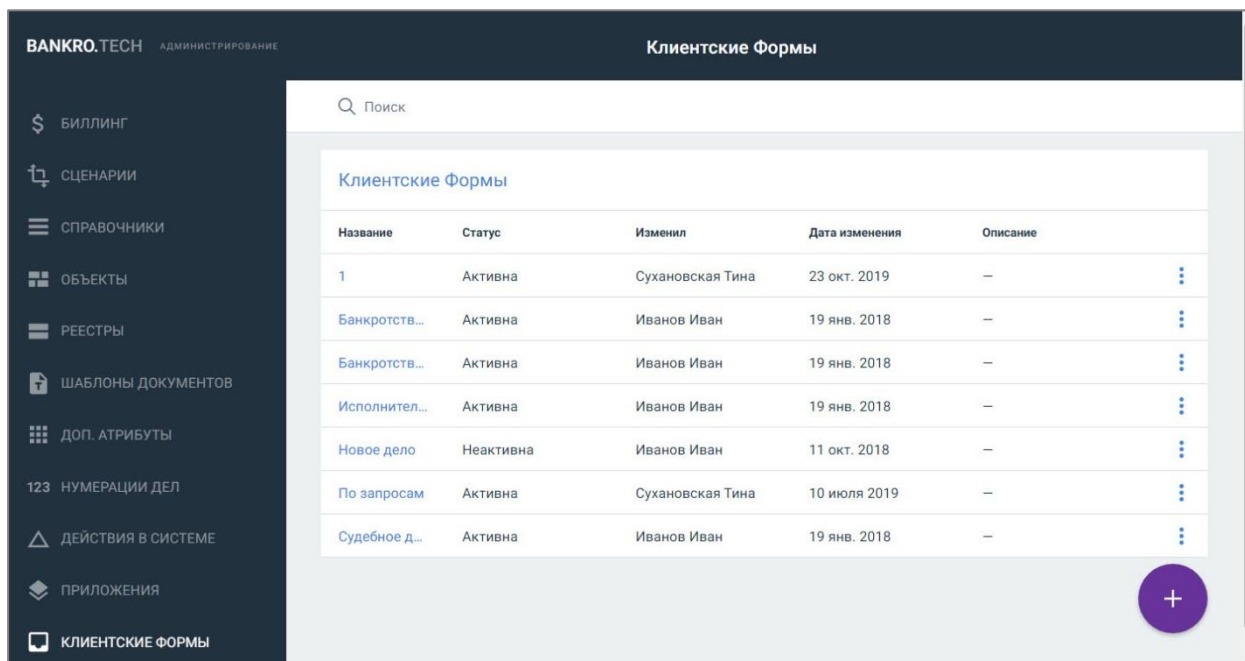 BANKRO.TECH АДМИНИСТРИРОВАНИЕ
Клиентские Формы
Поиск
$ БИЛЛИНГ
СЦЕНАРИИ
СПРАВОЧНИКИ
ОБЪЕКТЫ
РЕЕСТРЫ
ШАБЛОНЫ ДОКУМЕНТОВ
ДОП. АТРИБУТЫ
123 НУМЕРАЦИИ ДЕЛ
ДЕЙСТВИЯ В СИСТЕМЕ
ПРИЛОЖЕНИЯ
КЛИЕНТСКИЕ ФОРМЫ
Клиентские Формы
Название Статус Изменил Дата изменения Описание
1 Активна Сухановская Тина 23 окт. 2019 —
Банкротств... Активна Иванов Иван 19 янв. 2018 —
Банкротств... Активна Иванов Иван 19 янв. 2018 —
Исполнител... Активна Иванов Иван 19 янв. 2018 —
Новое дело Неактивна Иванов Иван 11 окт. 2018 —
По запросам Активна Сухановская Тина 10 июля 2019 —
Судебное д... Активна Иванов Иван 19 янв. 2018 —
+